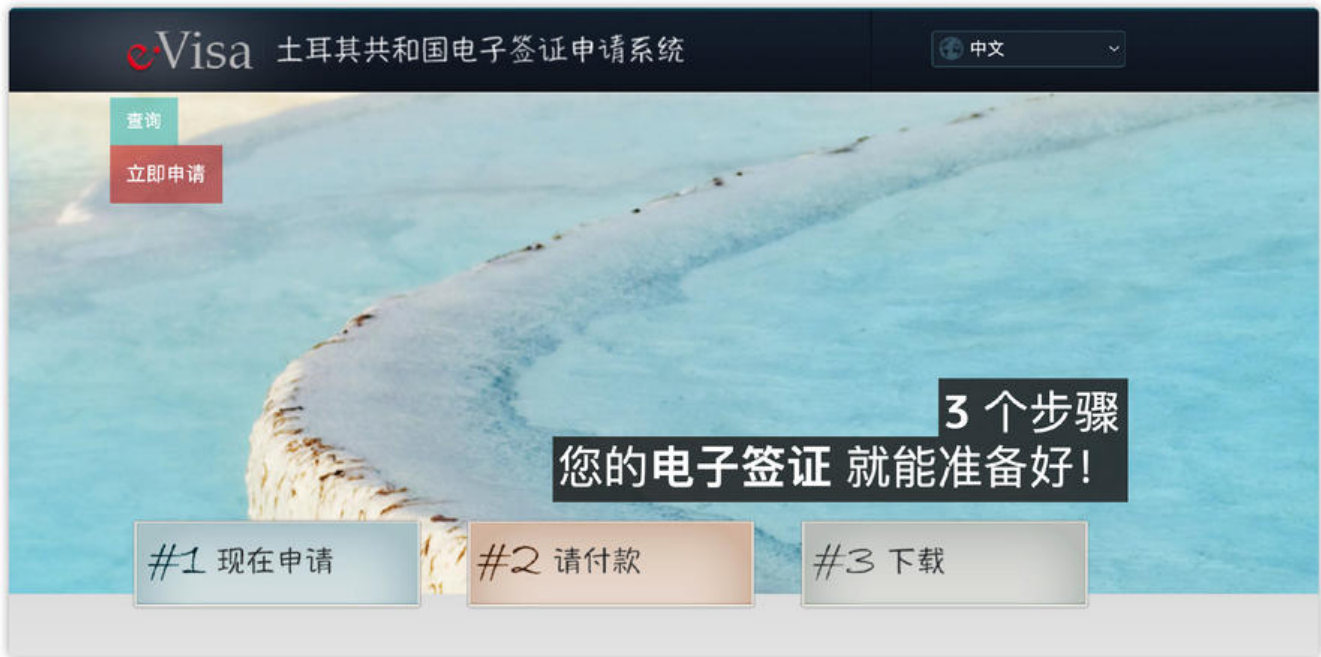 e-Visa 土耳其共和国电子签证申请系统
中文
查询
立即申请
3 个步骤
您的电子签证 就能准备好!
#1 现在申请
#2 请付款
#3 下载